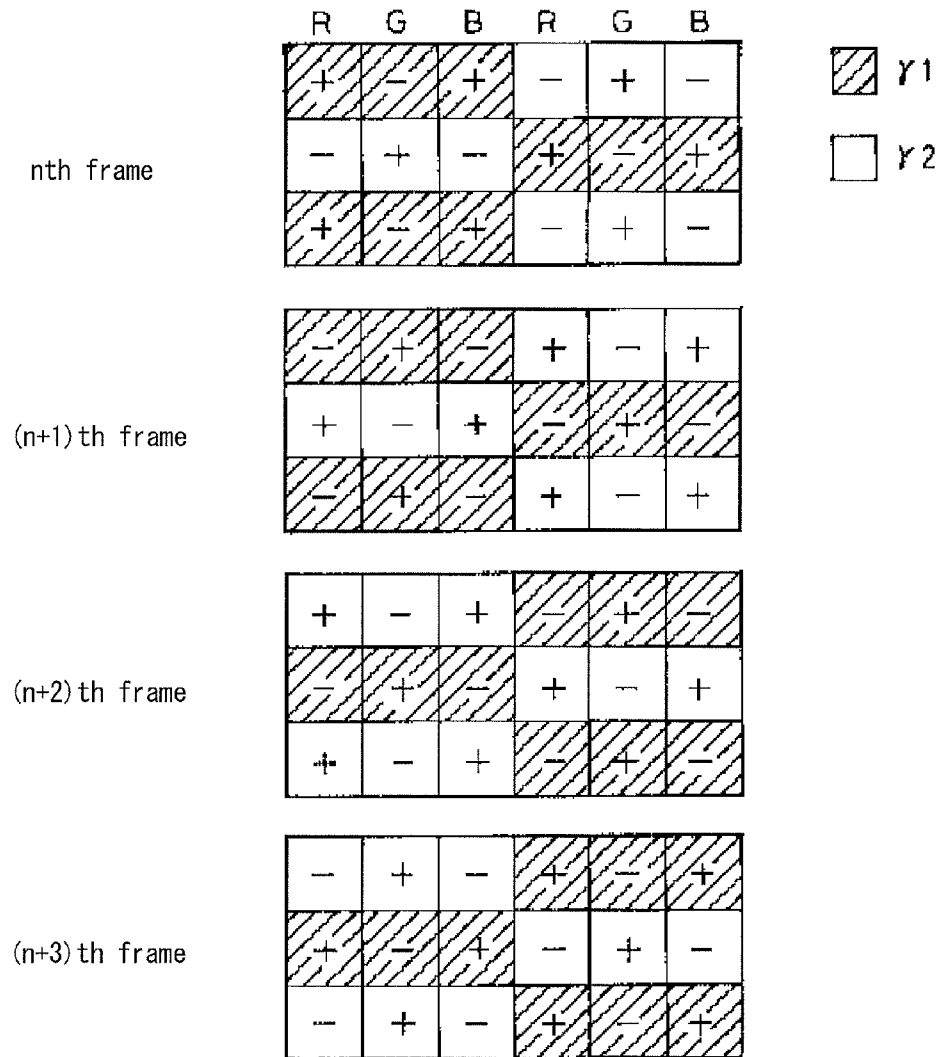 R G B R G B
+ − + − + −
γ1
nth frame
− + − + − +
γ2
+ − + − + −
(n+1)th frame
− + − + − +
+ − + − + −
− + − + − +
(n+2)th frame
+ − + − + −
− + − + − +
+ − + − + −
(n+3)th frame
− + − + − +
+ − + − + −
− + − + − +